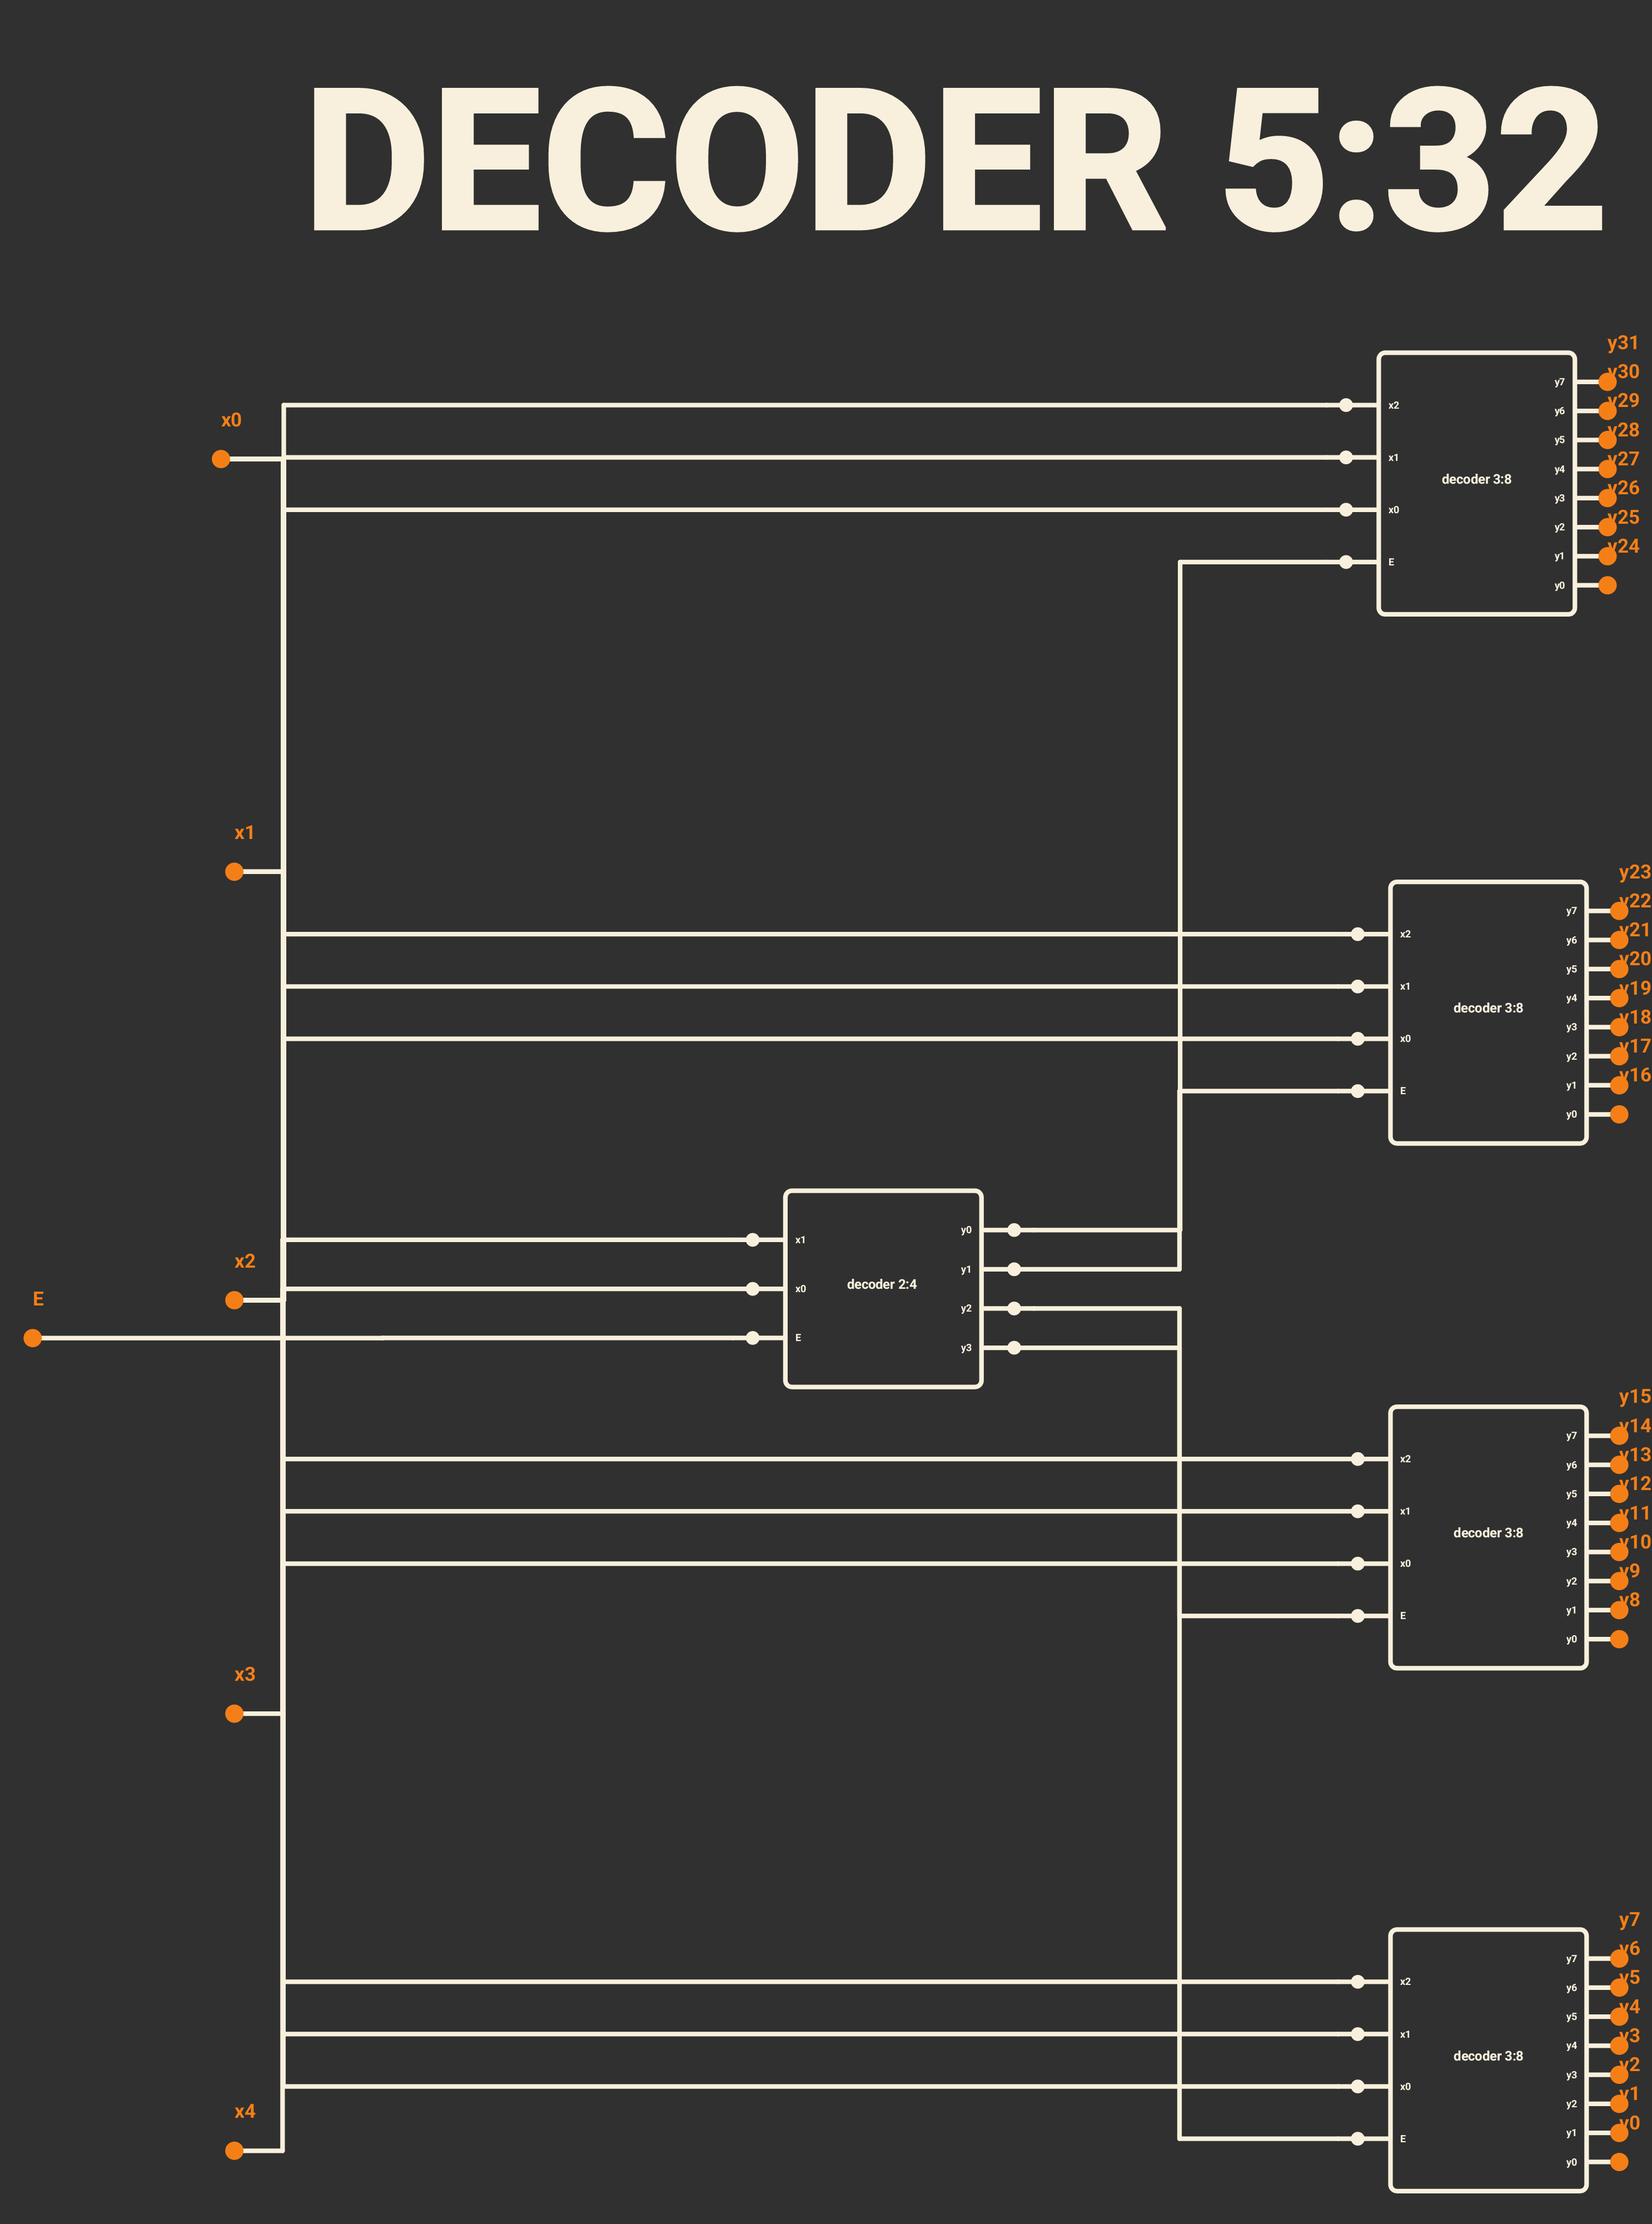 DECODER 5:32
x0
x1
x2
E
x3
x4
x1
x0
E
decoder 2:4
y0
y1
y2
y3
x2
x1
x0
E
decoder 3:8
y7
y6
y5
y4
y3
y2
y1
y0
y31
y30
y29
y28
y27
y26
y25
y24
x2
x1
x0
E
decoder 3:8
y7
y6
y5
y4
y3
y2
y1
y0
y23
y22
y21
y20
y19
y18
y17
y16
x2
x1
x0
E
decoder 3:8
y7
y6
y5
y4
y3
y2
y1
y0
y15
y14
y13
y12
y11
y10
y9
y8
x2
x1
x0
E
decoder 3:8
y7
y6
y5
y4
y3
y2
y1
y0
y7
y6
y5
y4
y3
y2
y1
y0